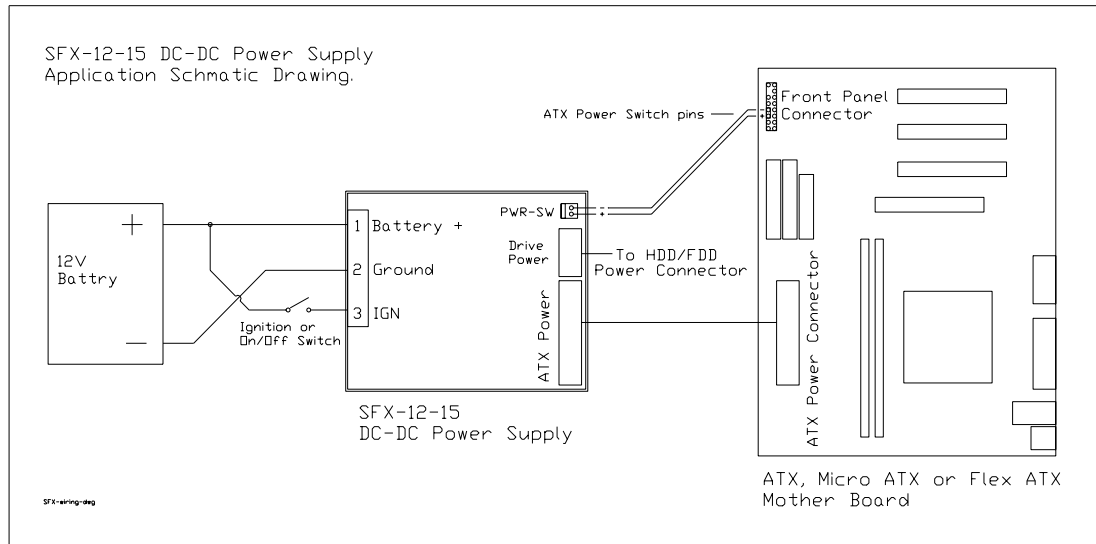 SFX-12-15 DC-DC Power Supply
Application Schmatic Drawing.
ATX Power Switch pins
Front Panel
Connector
- +
PWR-SW
- +
+
12V
Battry
-
1 Battery +
2 Ground
3 IGN
Ignition or
On/Off Switch
Drive
Power
To HDD/FDD
Power Connector
ATX Power
ATX Power Connector
SFX-12-15
DC-DC Power Supply
ATX, Micro ATX or Flex ATX
Mother Board
SFX-wiring-dwg